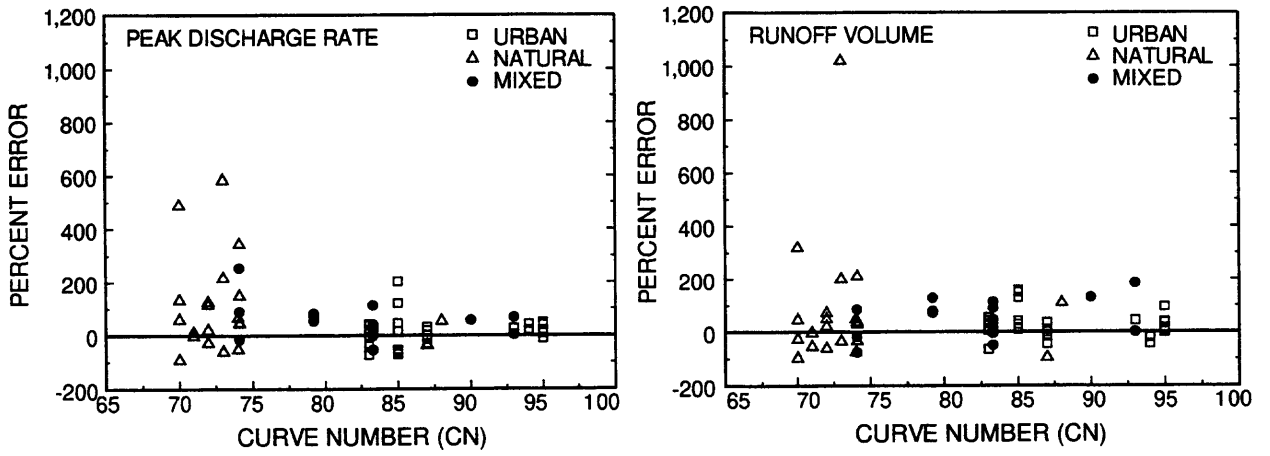 1,200
1,000
800
600
400
200
0
-200
PERCENT ERROR
PEAK DISCHARGE RATE
URBAN
NATURAL
MIXED
65 70 75 80 85 90 95 100
CURVE NUMBER (CN)
1,200
1,000
800
600
400
200
0
-200
PERCENT ERROR
RUNOFF VOLUME
URBAN
NATURAL
MIXED
65 70 75 80 85 90 95 100
CURVE NUMBER (CN)